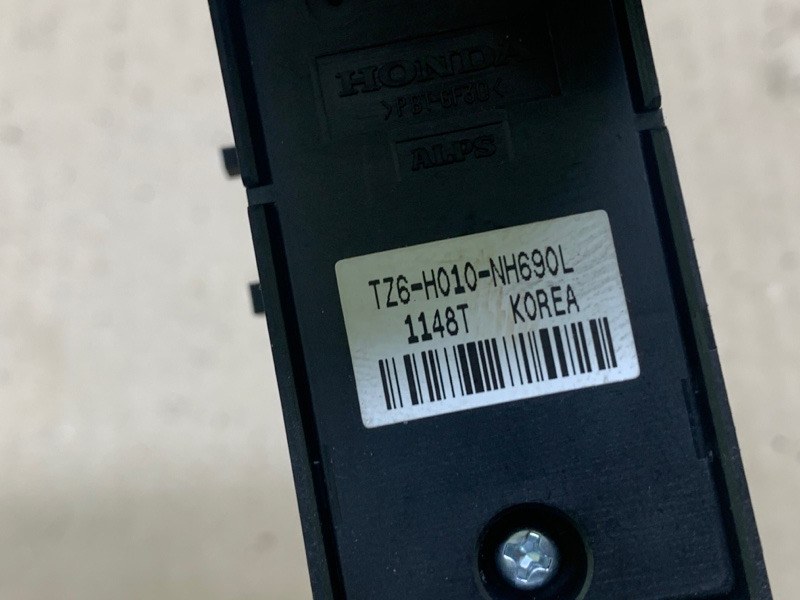 HONDA
ALPS
TZ6-H010-NH690L
1148T KOREA